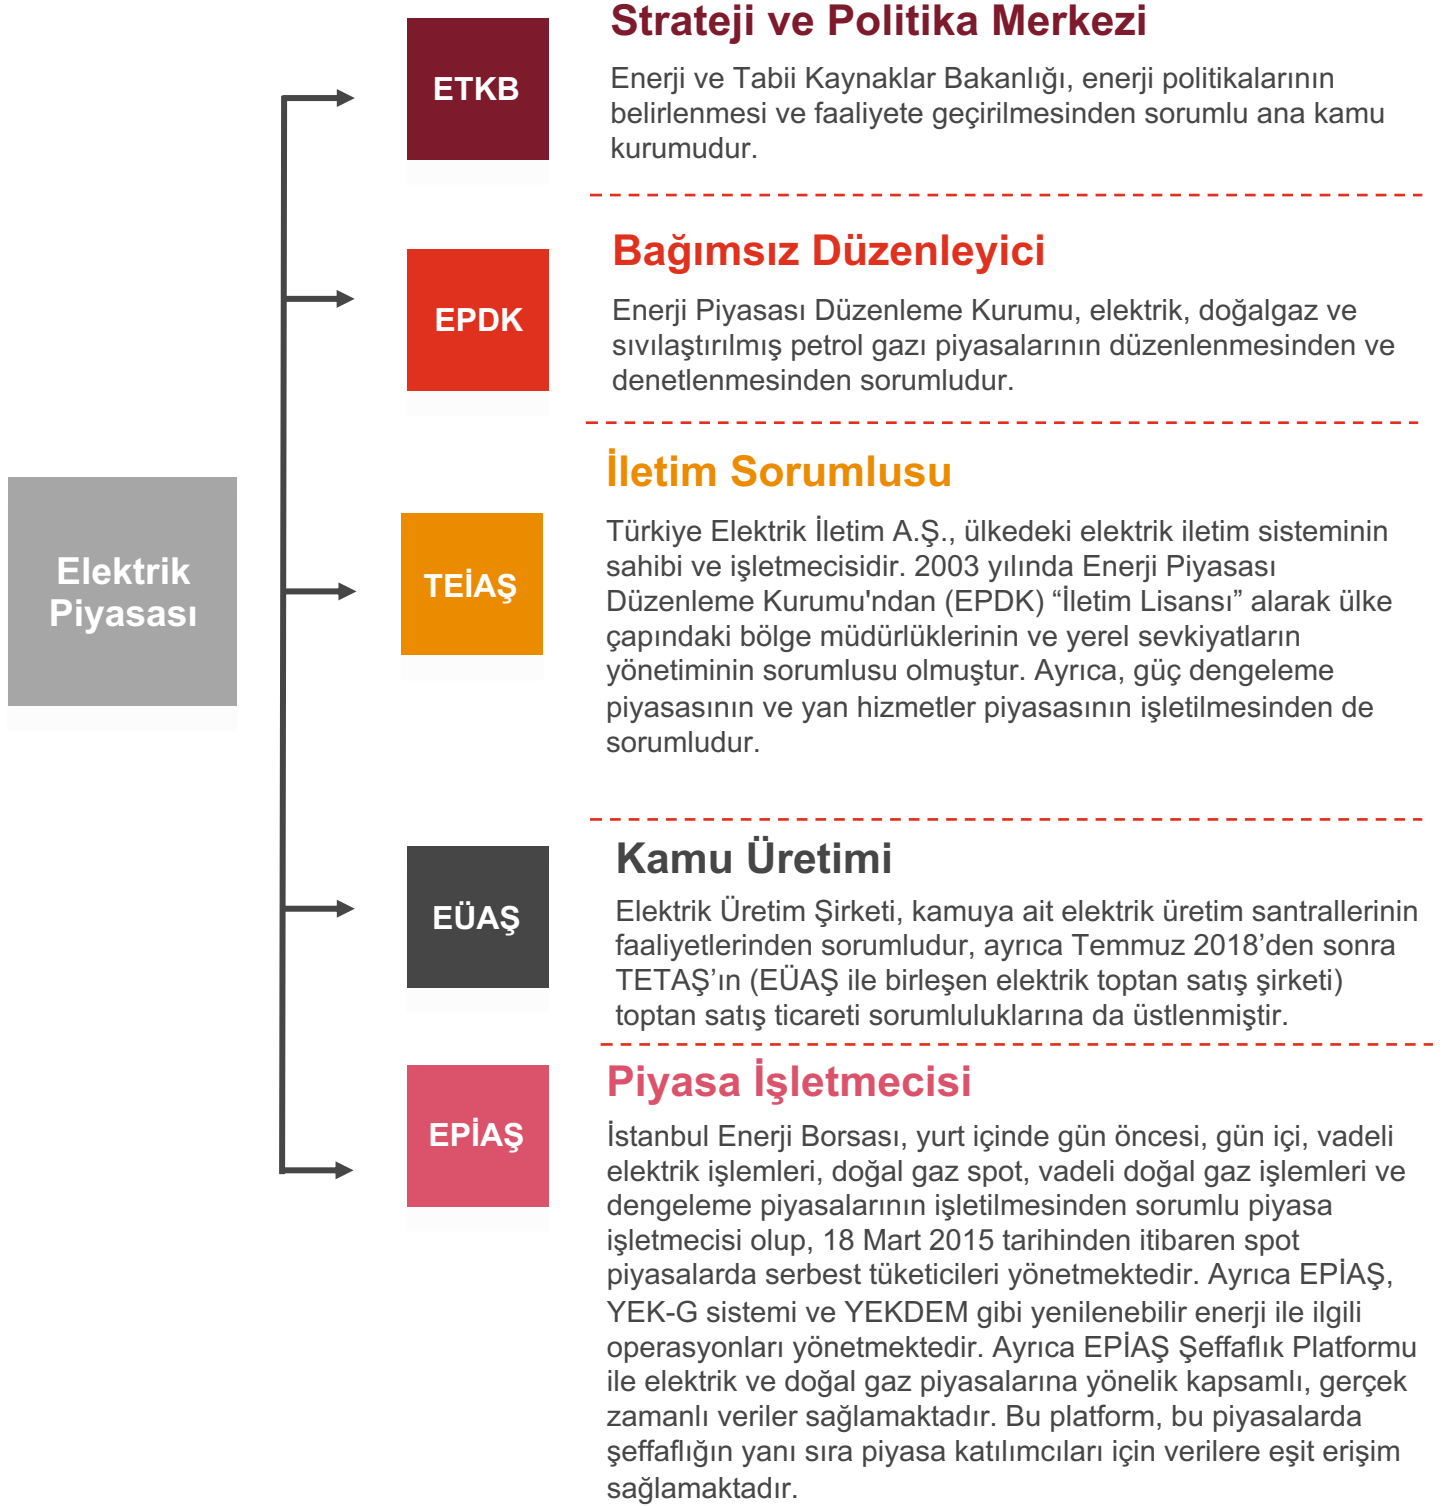 Elektrik
Piyasası
ETKB
Strateji ve Politika Merkezi
Enerji ve Tabii Kaynaklar Bakanlığı, enerji politikalarının
belirlenmesi ve faaliyete geçirilmesinden sorumlu ana kamu
kurumudur.
EPDK
Bağımsız Düzenleyici
Enerji Piyasası Düzenleme Kurumu, elektrik, doğalgaz ve
sıvılaştırılmış petrol gazı piyasalarının düzenlenmesinden ve
denetlenmesinden sorumludur.
TEİAŞ
İletim Sorumlusu
Türkiye Elektrik İletim A.Ş., ülkedeki elektrik iletim sisteminin
sahibi ve işletmecisidir. 2003 yılında Enerji Piyasası
Düzenleme Kurumu'ndan (EPDK) “İletim Lisansı” alarak ülke
çapındaki bölge müdürlüklerinin ve yerel sevkiyatların
yönetiminin sorumlusu olmuştur. Ayrıca, güç dengeleme
piyasasının ve yan hizmetler piyasasının işletilmesinden de
sorumludur.
EÜAŞ
Kamu Üretimi
Elektrik Üretim Şirketi, kamuya ait elektrik üretim santrallerinin
faaliyetlerinden sorumludur, ayrıca Temmuz 2018’den sonra
TETAŞ’ın (EÜAŞ ile birleşen elektrik toptan satış şirketi)
toptan satış ticareti sorumluluklarına da üstlenmiştir.
EPİAŞ
Piyasa İşletmecisi
İstanbul Enerji Borsası, yurt içinde gün öncesi, gün içi, vadeli
elektrik işlemleri, doğal gaz spot, vadeli doğal gaz işlemleri ve
dengeleme piyasalarının işletilmesinden sorumlu piyasa
işletmecisi olup, 18 Mart 2015 tarihinden itibaren spot
piyasalarda serbest tüketicileri yönetmektedir. Ayrıca EPİAŞ,
YEK-G sistemi ve YEKDEM gibi yenilenebilir enerji ile ilgili
operasyonları yönetmektedir. Ayrıca EPİAŞ Şeffaflık Platformu
ile elektrik ve doğal gaz piyasalarına yönelik kapsamlı, gerçek
zamanlı veriler sağlamaktadır. Bu platform, bu piyasalarda
şeffaflığın yanı sıra piyasa katılımcıları için verilere eşit erişim
sağlamaktadır.